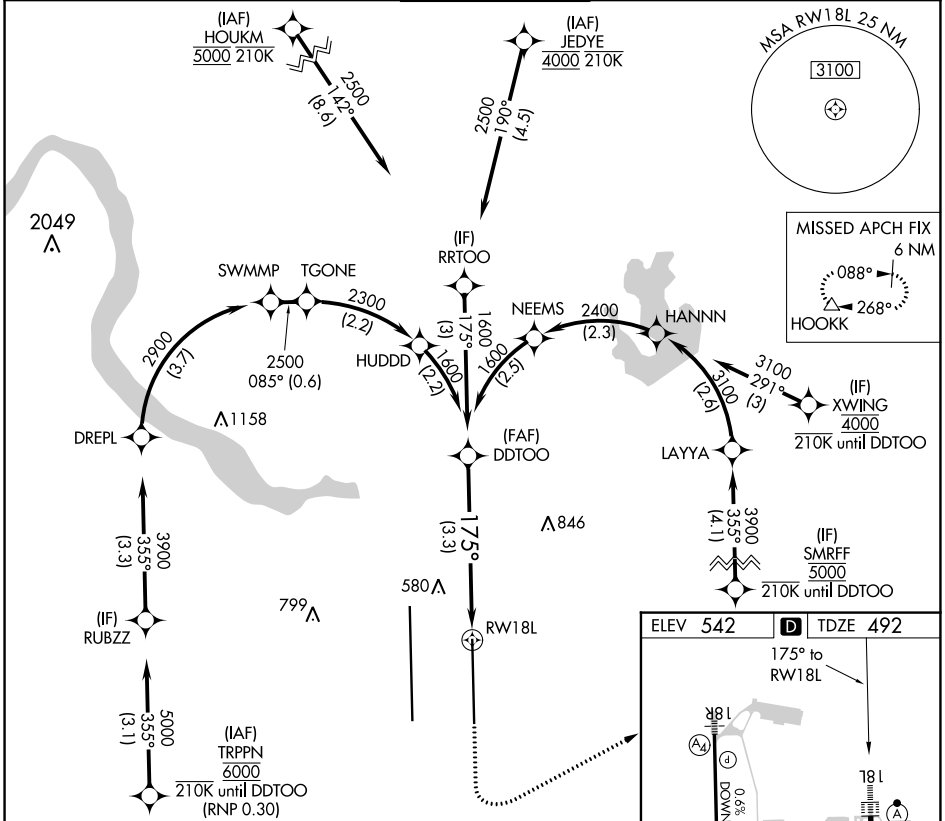 (IAF)
HOUKM
5000 210K
2500
142°
(8.6)
(IAF)
JEDYE
4000 210K
2500
190°
(4.5)
MSA RW18L 25 NM
3100
MISSED APCH FIX
6 NM
088°
268°
HOOKK
2049
SWMMP
TGONE
2300
(2.2)
(IF)
RRTOO
1600
175°
(3)
NEEMS
2400
(2.3)
HANNN
2900
(3.7)
2500
085° (0.6)
HUDDD
1600
(2.2)
1600
(2.5)
3100
(2.6)
3100
291°
(3)
(IF)
XWING
4000
210K until DDTOO
DREPL
1158
(FAF)
DDTOO
LAYYA
3900
355°
(3.3)
175°
(3.3)
846
3900
355°
(4.1)
(IF)
SMRFF
5000
210K until DDTOO
(IF)
RUBZZ
799
580
RW18L
5000
355°
(3.1)
(IAF)
TRPPN
6000
210K until DDTOO
(RNP 0.30)
ELEV 542
D
TDZE 492
175° to
RW18L
18R
A4
P
0.6%
DOWN
18L
A